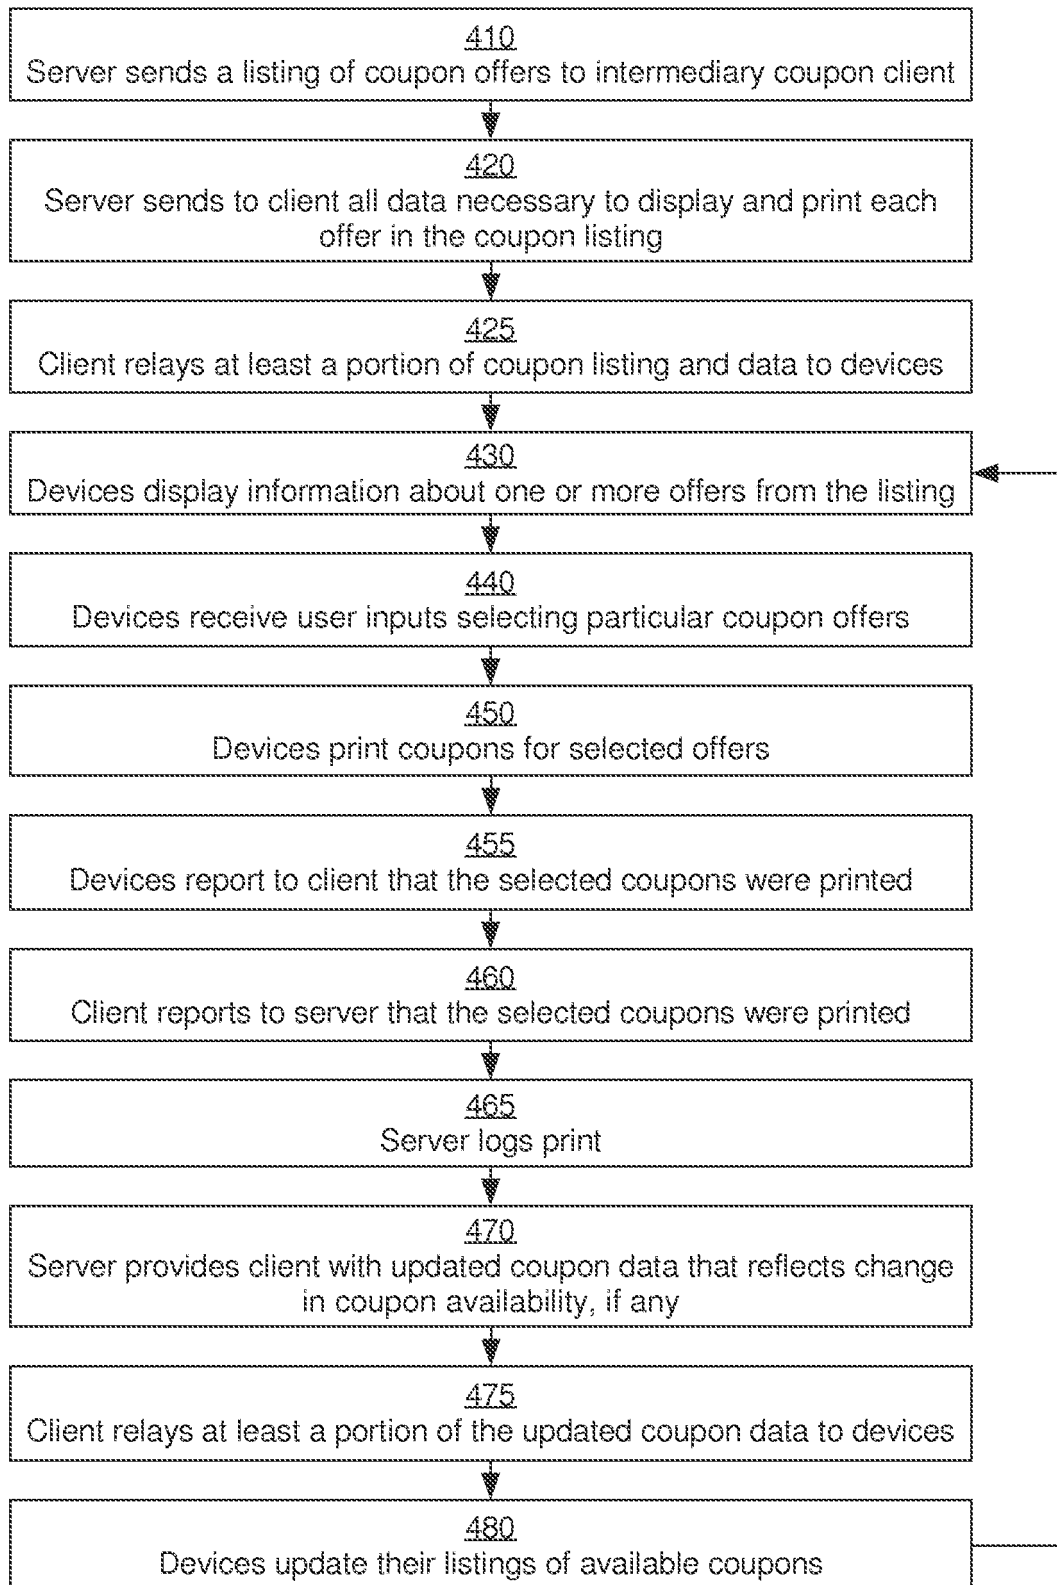 410
Server sends a listing of coupon offers to intermediary coupon client
420
Server sends to client all data necessary to display and print each
offer in the coupon listing
425
Client relays at least a portion of coupon listing and data to devices
430
Devices display information about one or more offers from the listing
440
Devices receive user inputs selecting particular coupon offers
450
Devices print coupons for selected offers
455
Devices report to client that the selected coupons were printed
460
Client reports to server that the selected coupons were printed
465
Server logs print
470
Server provides client with updated coupon data that reflects change
in coupon availability, if any
475
Client relays at least a portion of the updated coupon data to devices
480
Devices update their listings of available coupons